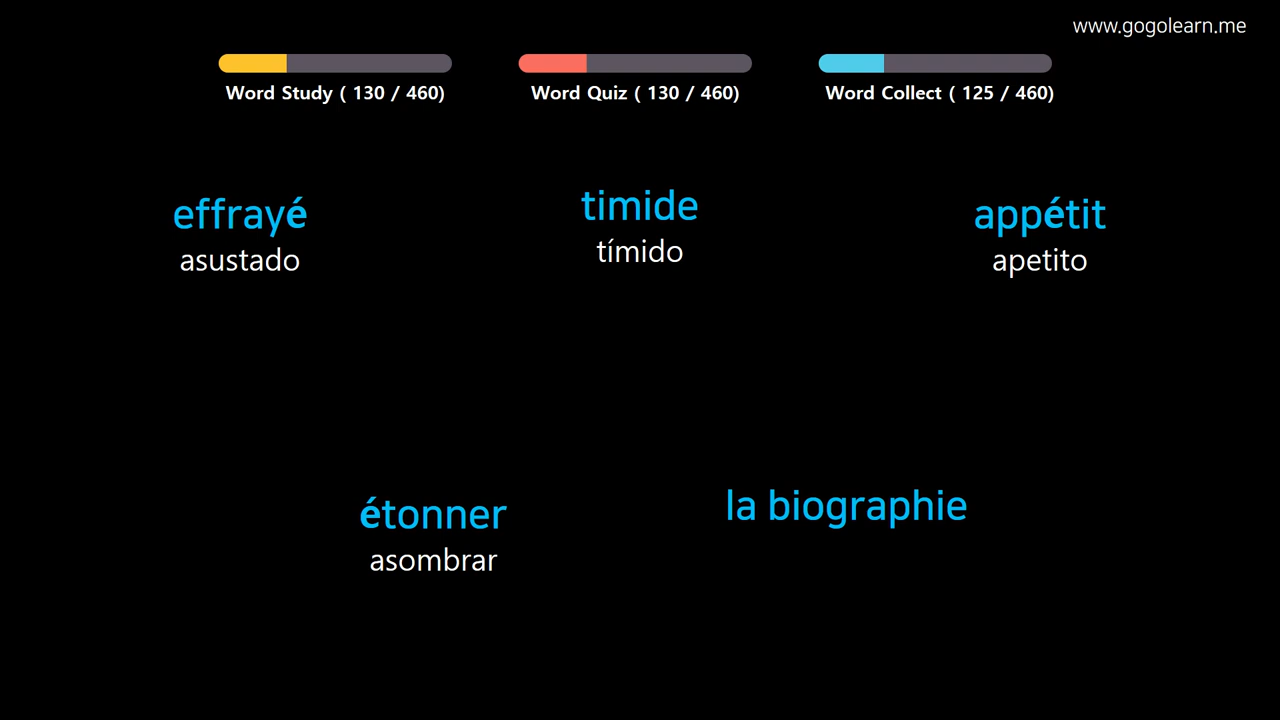 www.gogolearn.me
Word Study ( 130 / 460)
Word Quiz ( 130 / 460)
Word Collect ( 125 / 460)
effrayé
asustado
timide
tímido
appétit
apetito
étonner
asombrar
la biographie